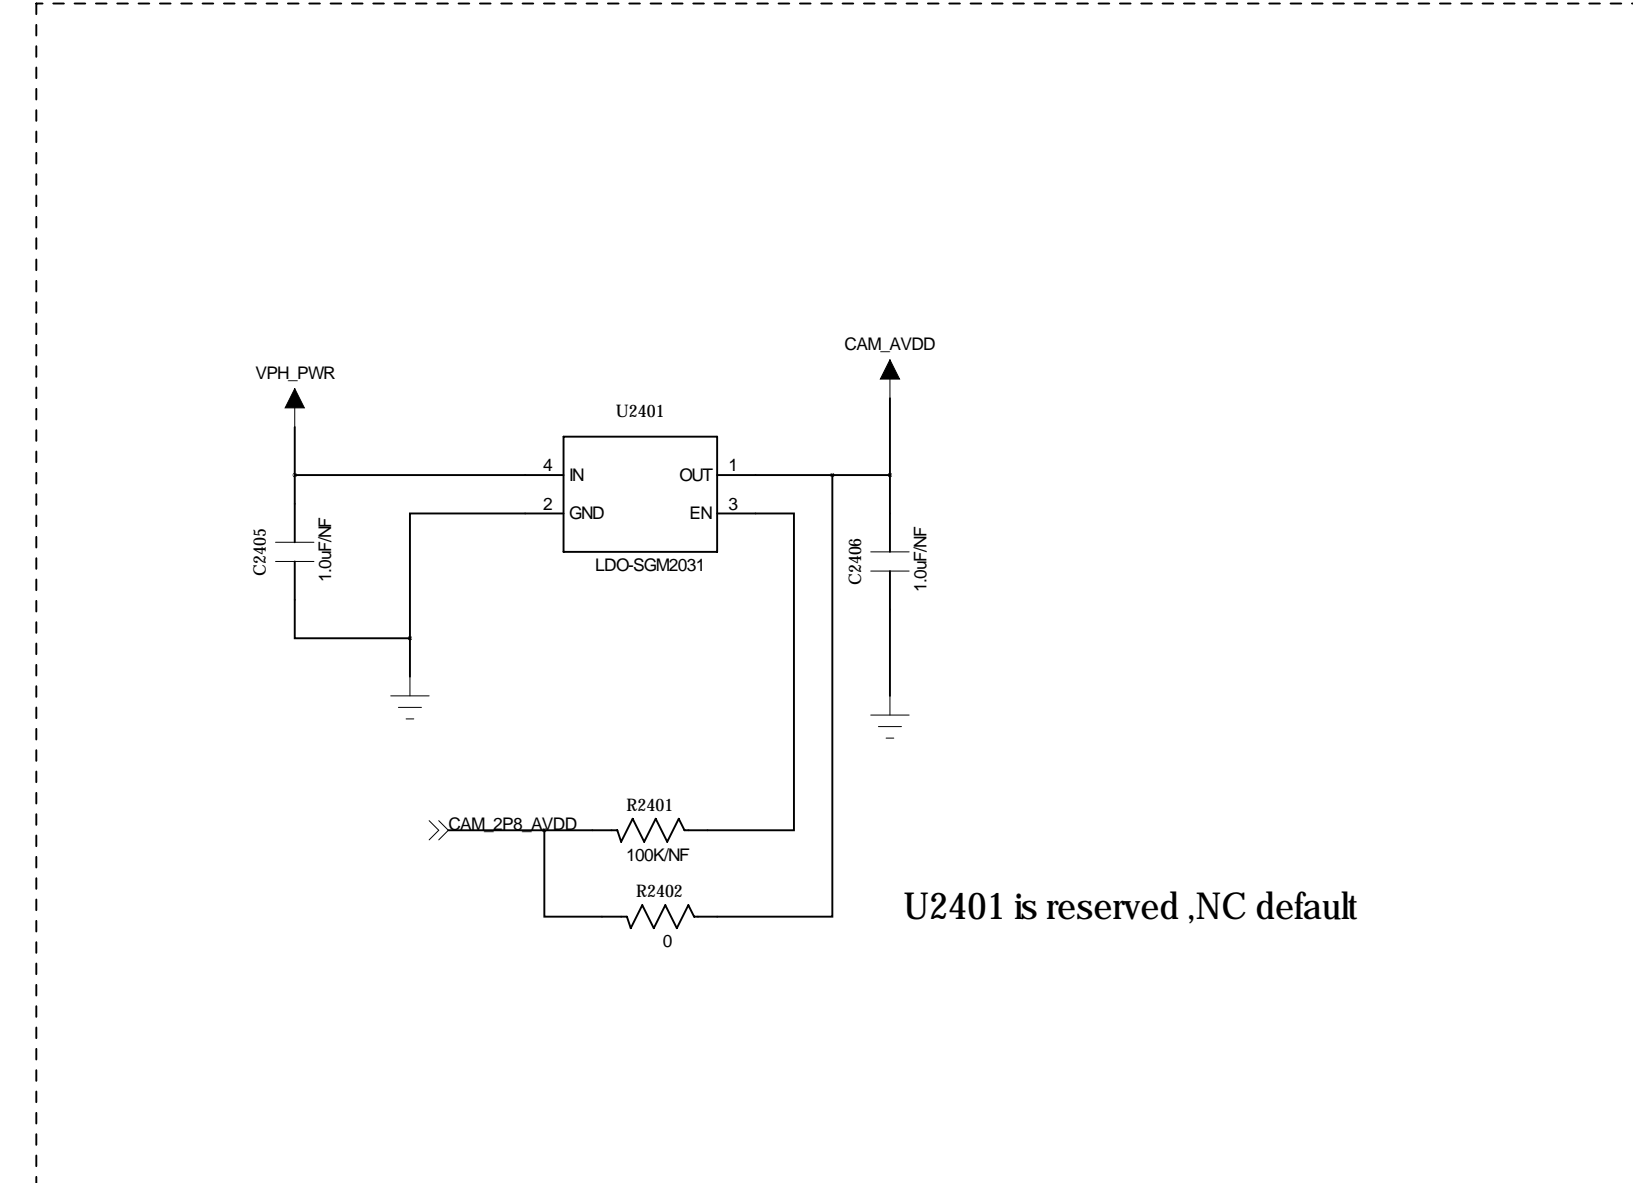 CAM_AVDD
VPH_PWR
U2401
4 IN OUT 1
2 GND EN 3
LDO-SGM2031
C2405
1.0uF/NF
C2406
1.0uF/NF
R2401
CAM_2P8_AVDD
100K/NF
R2402
0
U2401 is reserved ,NC default